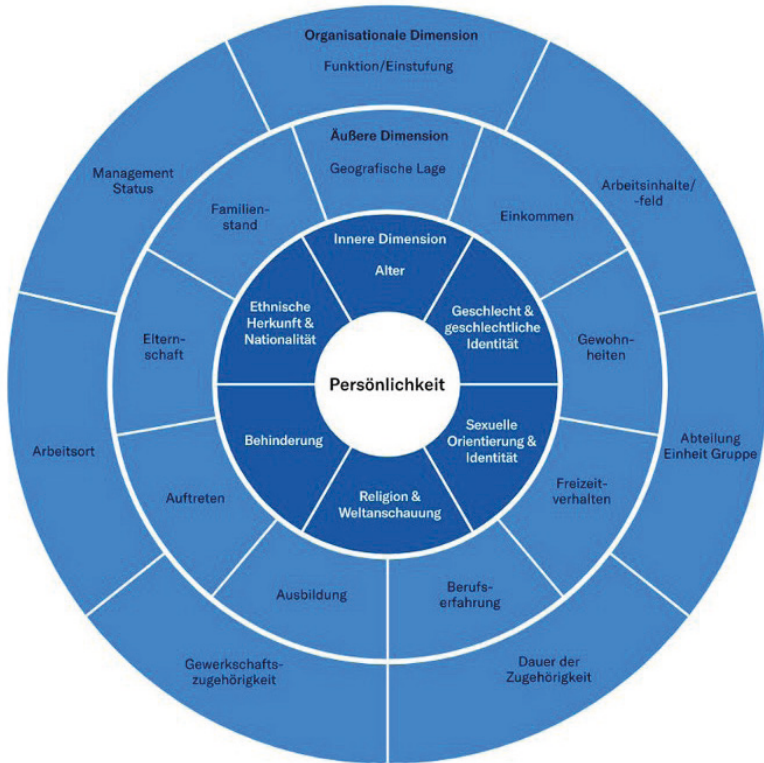 Organisationale Dimension
Funktion/Einstufung
Arbeitsinhalte/
-feld
Abteilung
Einheit Gruppe
Dauer der
Zugehörigkeit
Gewerkschafts-
zugehörigkeit
Arbeitsort
Management
Status
Äußere Dimension
Geografische Lage
Einkommen
Gewohn-
heiten
Freizeit-
verhalten
Berufs-
erfahrung
Ausbildung
Auftreten
Eltern-
schaft
Familien-
stand
Innere Dimension
Alter
Geschlecht &
geschlechtliche
Identität
Sexuelle
Orientierung &
Identität
Religion &
Weltanschauung
Behinderung
Ethnische
Herkunft &
Nationalität
Persönlichkeit